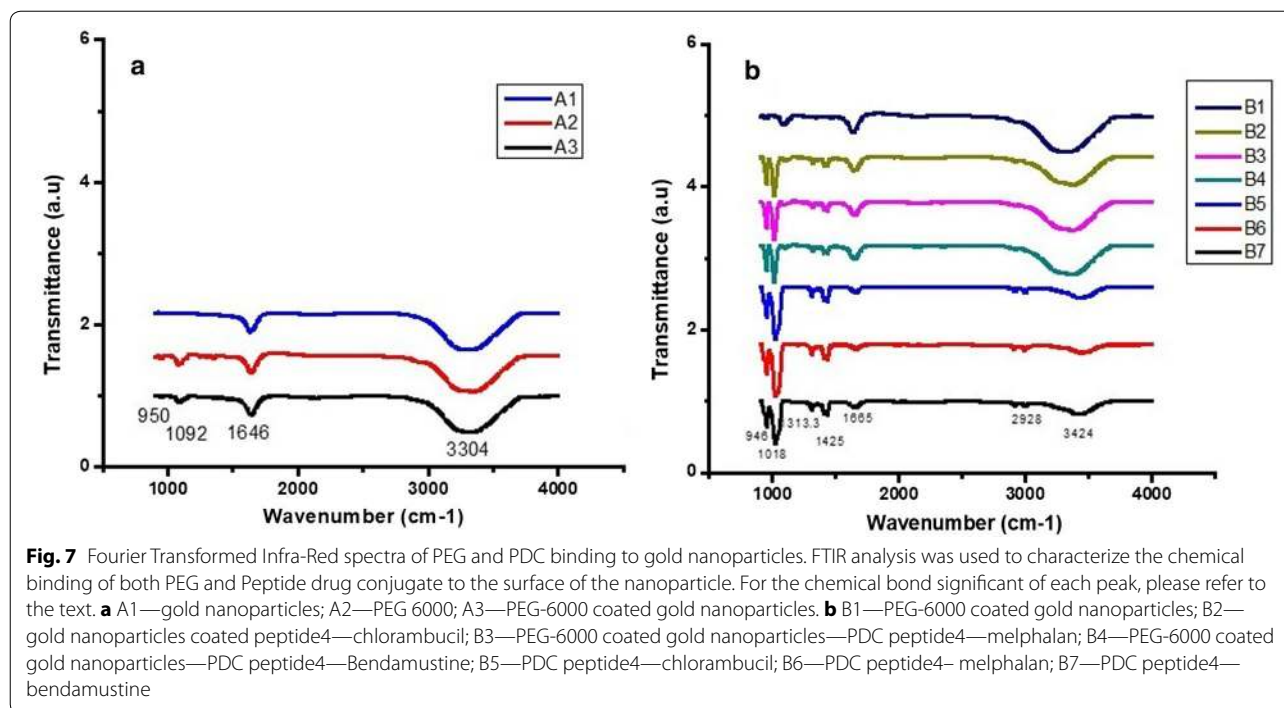 a
6
4
2
0
Transmittance (a.u)
A1
A2
A3
950
1092
1646
3304
1000
2000
3000
4000
Wavenumber (cm-1)
b
6
4
2
0
Transmittance (a.u)
B1
B2
B3
B4
B5
B6
B7
946
1018
1313.3
1425
1665
2928
3424
1000
2000
3000
4000
Wavenumber (cm-1)
Fig. 7 Fourier Transformed Infra-Red spectra of PEG and PDC binding to gold nanoparticles. FTIR analysis was used to characterize the chemical
binding of both PEG and Peptide drug conjugate to the surface of the nanoparticle. For the chemical bond significant of each peak, please refer to
the text. a A1—gold nanoparticles; A2—PEG 6000; A3—PEG-6000 coated gold nanoparticles. b B1—PEG-6000 coated gold nanoparticles; B2—
gold nanoparticles coated peptide4—chlorambucil; B3—PEG-6000 coated gold nanoparticles—PDC peptide4—melphalan; B4—PEG-6000 coated
gold nanoparticles—PDC peptide4—Bendamustine; B5—PDC peptide4—chlorambucil; B6—PDC peptide4– melphalan; B7—PDC peptide4—
bendamustine